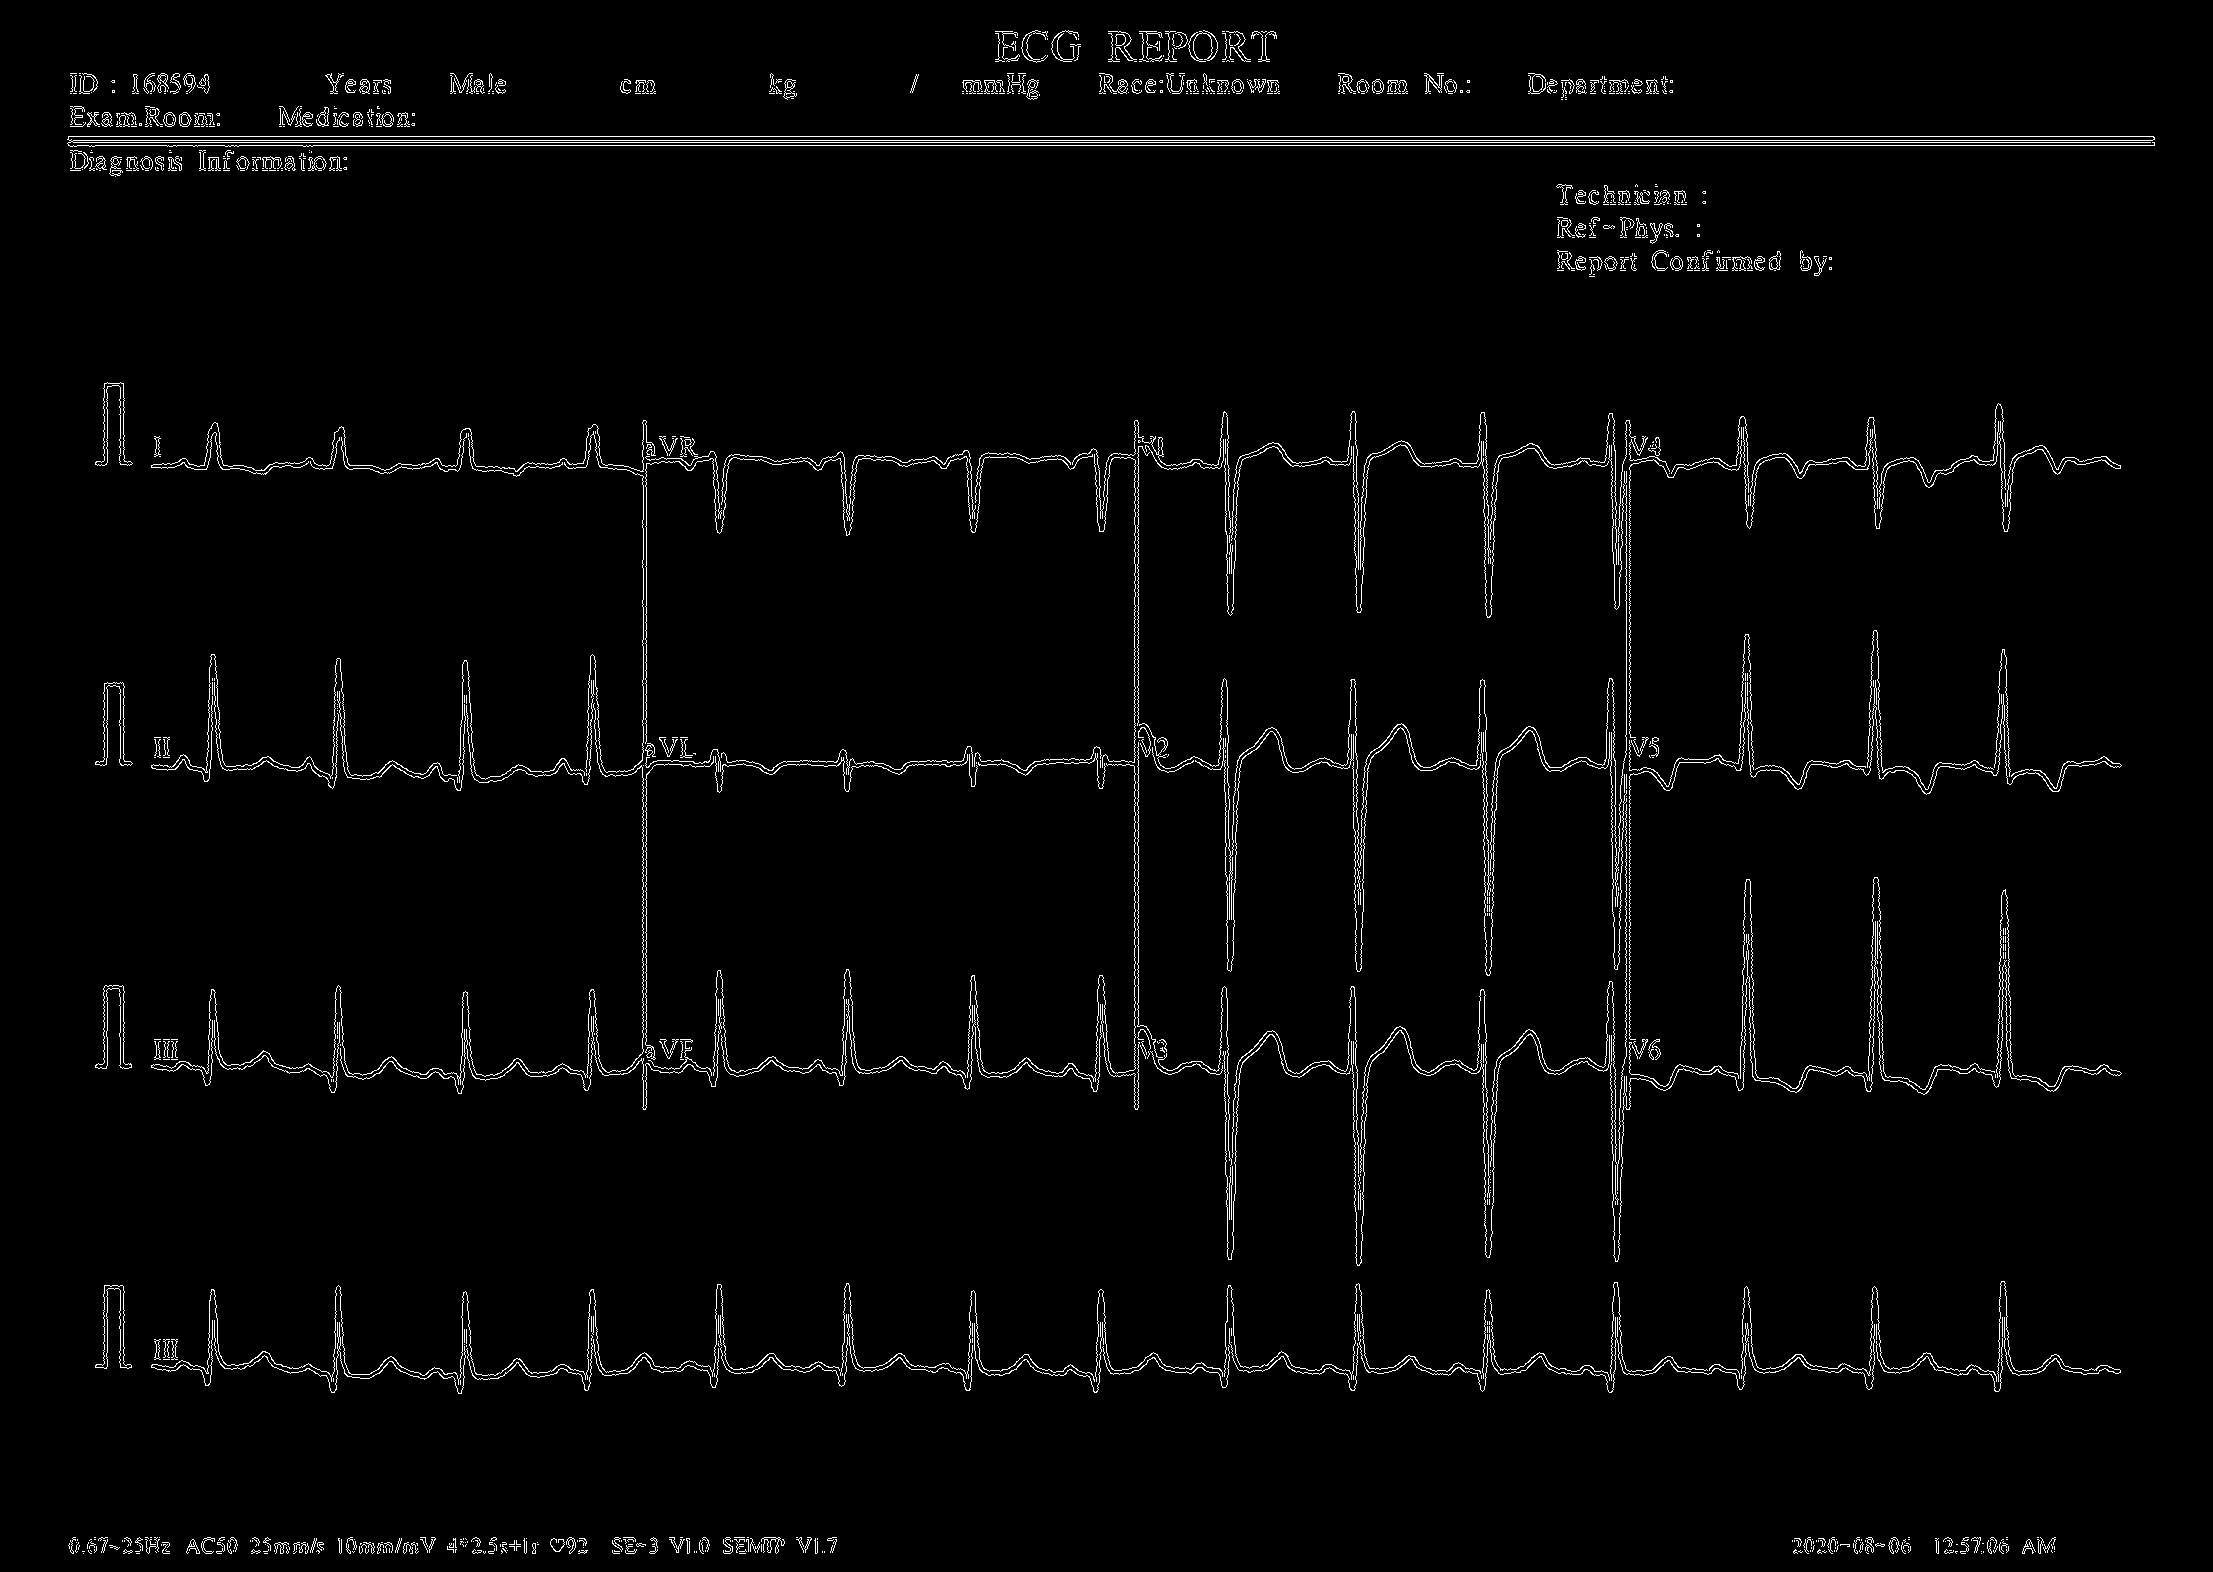 ECG REPORT
ID : 168594 Years Male cm kg / mmHg Race:Unknown Room No.: Department:
Exam.Room: Medication:
Diagnosis Information:
Technician :
Ref-Phys. :
Report Confirmed by:
I aVR V1 V4
II aVL V2 V5
III aVF V3 V6
III
0.67~25Hz AC50 25mm/s 10mm/mV 4*2.5s+1r ♡92 SE-3 V1.0 V1.7
2020-08-06 12:57:06 AM